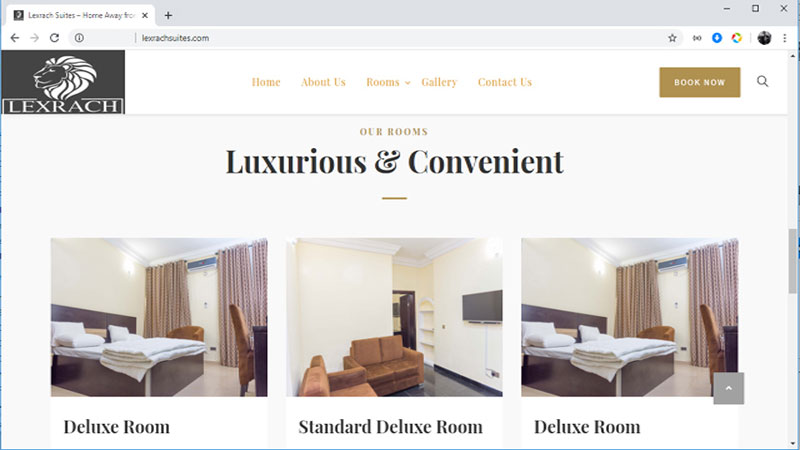 Lexrach Suites – Home Away from
lexrachsuites.com
LEXRACH
Home About Us Rooms Gallery Contact Us
BOOK NOW
OUR ROOMS
Luxurious & Convenient
Deluxe Room
Standard Deluxe Room
Deluxe Room